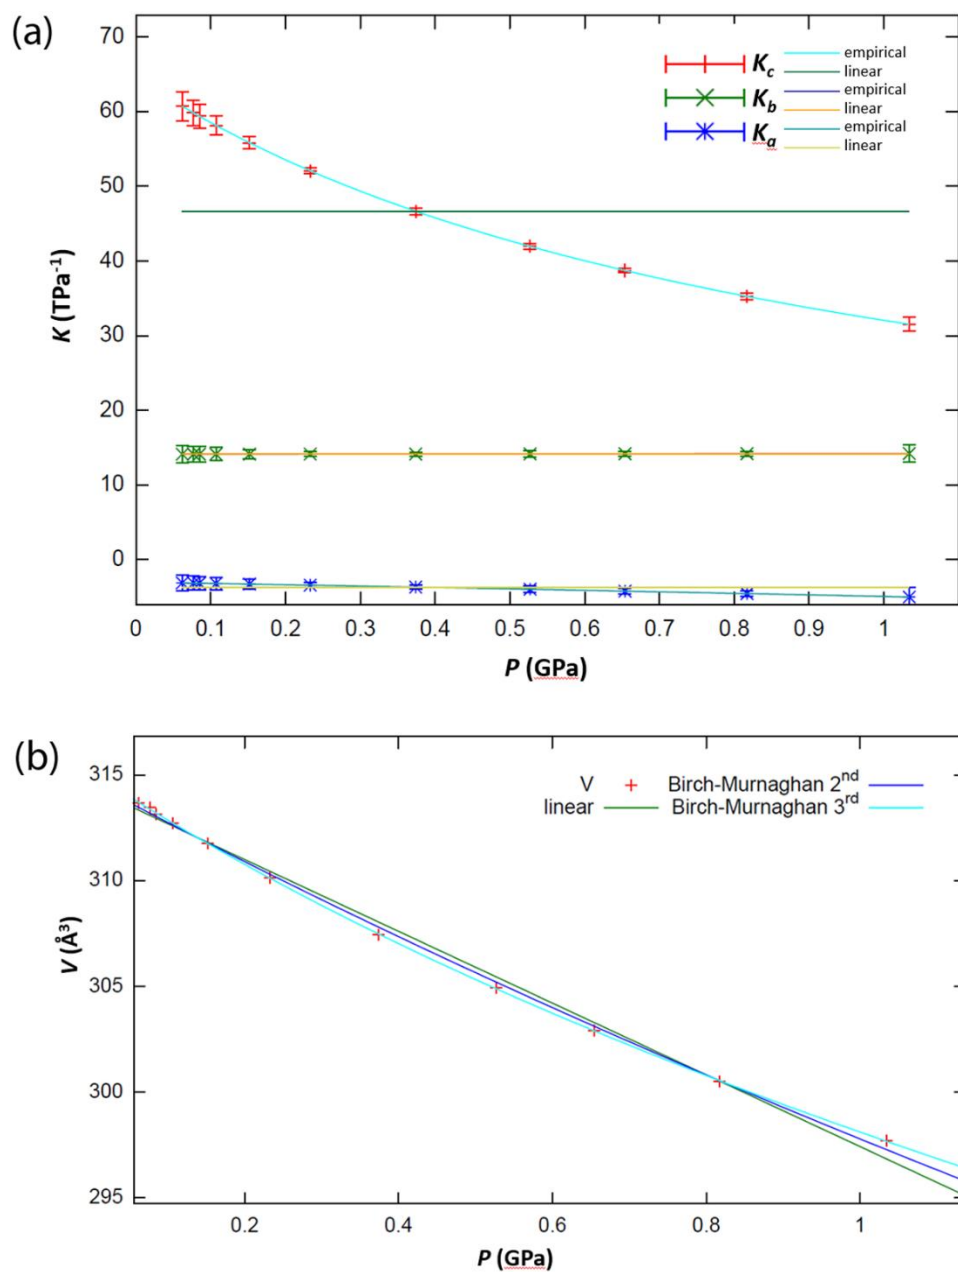 (a)
70
60
50
40
30
20
10
0
K (TPa-1)
Kc
empirical
linear
Kb
empirical
linear
Ka
empirical
linear
0 0.1 0.2 0.3 0.4 0.5 0.6 0.7 0.8 0.9 1
P (GPa)
(b)
315
310
305
300
295
V (Å3)
V Birch-Murnaghan 2nd
linear Birch-Murnaghan 3rd
0.2 0.4 0.6 0.8 1
P (GPa)